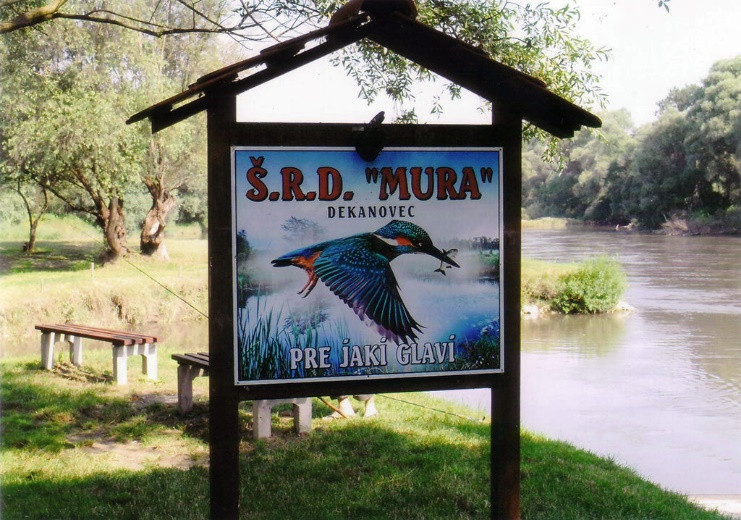 Š.R.D. "MURA"
DEKANOVEC
PRE JAKI GLAVI